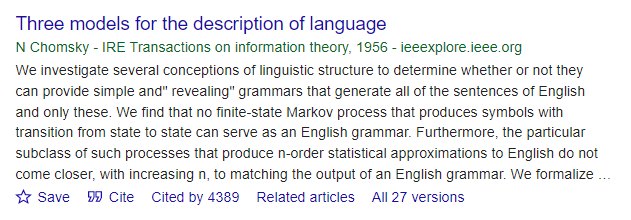 Three models for the description of language
N Chomsky - IRE Transactions on information theory, 1956 - ieeexplore.ieee.org
We investigate several conceptions of linguistic structure to determine whether or not they
can provide simple and" revealing" grammars that generate all of the sentences of English
and only these. We find that no finite-state Markov process that produces symbols with
transition from state to state can serve as an English grammar. Furthermore, the particular
subclass of such processes that produce n-order statistical approximations to English do not
come closer, with increasing n, to matching the output of an English grammar. We formalize …
Save Cite Cited by 4389 Related articles All 27 versions